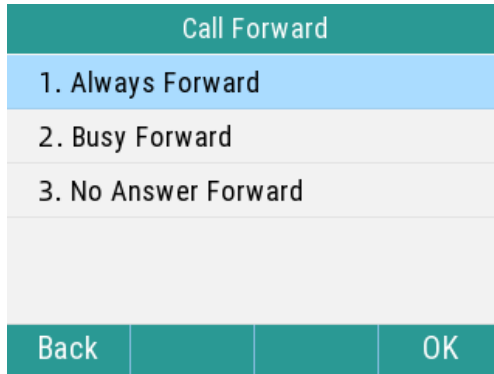 Call Forward
1. Always Forward
2. Busy Forward
3. No Answer Forward
Back OK